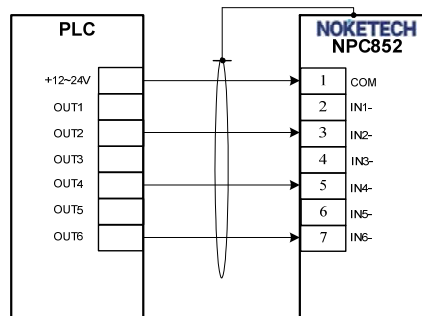 PLC
NOKETECH
NPC852
+12~24V
1
COM
OUT1
2
IN1-
OUT2
3
IN2-
OUT3
4
IN3-
OUT4
5
IN4-
OUT5
6
IN5-
OUT6
7
IN6-